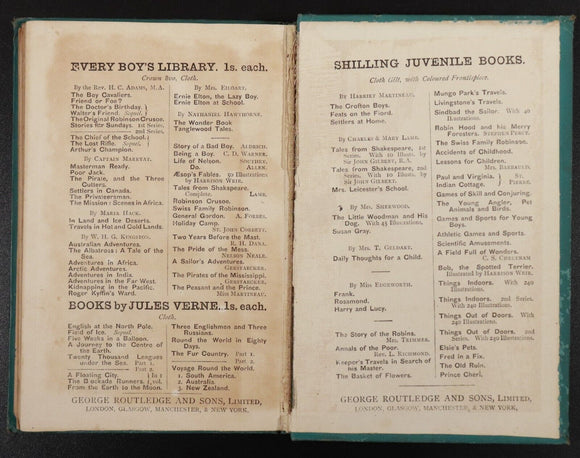 EVERY BOY'S LIBRARY. 1s. each.
Crown 8vo, Cloth.
By the Rev. H. C. ADAMS, M.A.
The Boy Cavaliers.
Friend or Foe?
The Doctor's Birthday.
Walter's Friend. Sequel.
The Original Robinson Crusoe.
Stories for Sundays. 1st Series.
2nd Series.
The Chief of the School.
The Lost Rifle. Sequel.
Arthur's Champion.
By CAPTAIN MARRYAT.
Masterman Ready.
Poor Jack.
The Pirate, and the Three
Cutters.
Settlers in Canada.
The Privateersman.
The Mission: Scenes in Africa.
By MARIA HACK.
In Land and Ice Deserts.
Travels in Hot and Cold Lands.
By W. H. G. KINGSTON.
Australian Adventures.
The Albatross: A Tale of the
Sea.
Adventures in Africa.
Arctic Adventures.
Adventures in India.
Adventures in the Far West.
Kidnapping in the Pacific.
Roger Kyffin's Ward.
By MRS. EILOART.
Ernie Elton, the Lazy Boy.
Ernie Elton at School.
By NATHANIEL HAWTHORNE.
The Wonder Book
Tanglewood Tales.
Story of a Bad Boy. ALDRICH.
Being a Boy. C. D. WARNER.
Life of Nelson. SOUTHEY.
Do. ALLEN.
Æsop's Fables. 50 Illustrations
by HARRISON WEIR.
Tales from Shakspeare.
Complete. LAMB.
Robinson Crusoe.
Swiss Family Robinson.
General Gordon. A. FORBES.
Holiday Camp.
ST. JOHN CORBETT.
Two Years Before the Mast.
R. H. DANA.
The Pride of the Mess.
NELSON NEALE.
A Sailor's Adventures.
GERSTAECKER.
The Pirates of the Mississippi.
GERSTAECKER.
The Peasant and the Prince.
MISS MARTINEAU.
BOOKS by JULES VERNE. 1s. each.
Cloth.
English at the North Pole.
Field of Ice. Sequel.
Five Weeks in a Balloon.
A Journey to the Centre of
the Earth.
Twenty Thousand Leagues
under the Sea. Part 1.
Part 2.
A Floating City. } In 1
The Blockade Runners } vol.
From the Earth to the Moon.
Three Englishmen and Three
Russians.
Round the World in Eighty
Days.
The Fur Country. Part 1.
Part 2.
Voyage Round the World.
1. South America.
2. Australia.
3. New Zealand.
GEORGE ROUTLEDGE AND SONS, LIMITED,
LONDON, GLASGOW, MANCHESTER, & NEW YORK.
SHILLING JUVENILE BOOKS.
Cloth Gilt, with Coloured Frontispiece.
By HARRIET MARTINEAU.
The Crofton Boys.
Feats on the Fiord.
Settlers at Home.
By CHARLES & MARY LAMB.
Tales from Shakespeare. 1st
Series. With 10 Illusts. by
Sir JOHN GILBERT, R.A.
Tales from Shakespeare. 2nd
Series. With 10 Illusts. by
Sir JOHN GILBERT.
Mrs. Leicester's School.
By MRS. SHERWOOD.
The Little Woodman and His
Dog. With 45 Illustrations.
Susan Gray.
By MRS. T. GELDART.
Daily Thoughts for a Child.
By MISS EDGEWORTH.
Frank.
Rosamond.
Harry and Lucy.
The Story of the Robins.
MRS. TRIMMER.
Annals of the Poor.
REV. L. RICHMOND.
Keeper's Travels in Search of
his Master.
The Basket of Flowers.
Mungo Park's Travels.
Livingstone's Travels.
Sindbad the Sailor. With 40
Illustrations.
Robin Hood and his Merry
Foresters. STEPHEN PERCY.
The Swiss Family Robinson.
Accidents of Childhood.
Lessons for Children.
MRS. BARBAULD.
Paul and Virginia. } ST.
Indian Cottage. } PIERRE.
The Young Angler, Pet
Animals and Birds.
Games and Sports for Young
Boys.
Athletic Games and Sports.
Scientific Amusements.
Games of Skill and Conjuring.
A Field Full of Wonders.
C. S. CHELTNAM
Bob, the Spotted Terrier.
Illustrated by HARRISON WEIR.
Things Indoors. With 240
Illustrations.
Things Indoors. 2nd Series.
With 240 Illustrations.
Things Out of Doors. With
240 Illustrations.
Things Out of Doors. 2nd
Series. With 240 Illustrations.
Elsie's Pets.
Fred in a Fix.
The Old Ruin.
Prince Cheri.
GEORGE ROUTLEDGE AND SONS, LIMITED,
LONDON, GLASGOW, MANCHESTER, & NEW YORK.